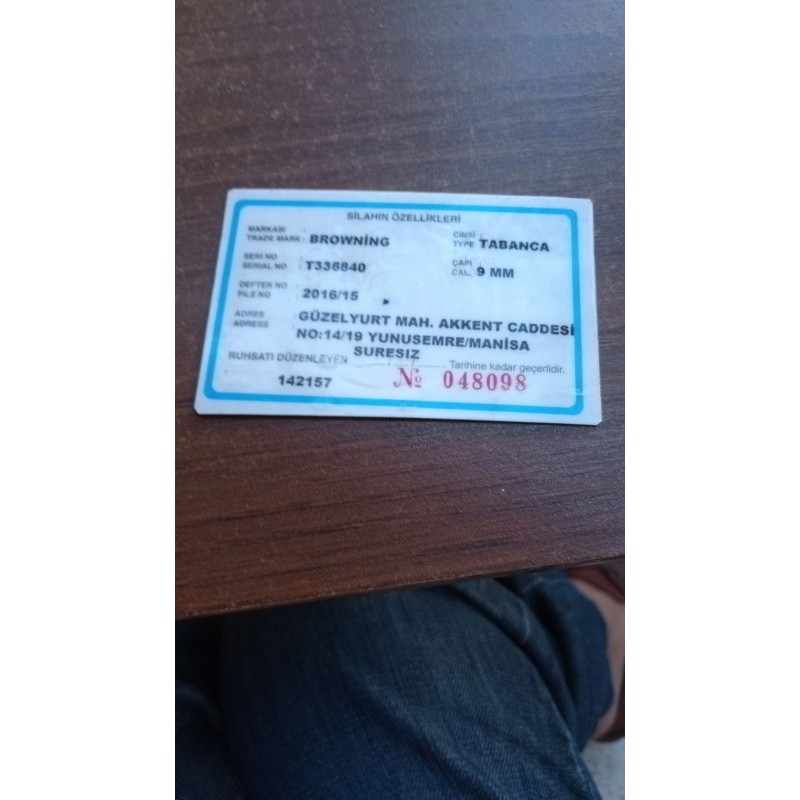 SİLAHIN ÖZELLİKLERİ
MARKASI
TRADE MARK : BROWNİNG
CİNSİ :
TYPE TABANCA
SERİ NO
SERIAL NO : T336840
ÇAPI :
CAL. 9 MM
DEFTER NO
FILE NO : 2016/15
ADRES
ADRESS : GÜZELYURT MAH. AKKENT CADDESİ
NO:14/19 YUNUSEMRE/MANİSA
RUHSATI DÜZENLEYEN SURESIZ Tarihine kadar geçerlidir.
142157 № 048098